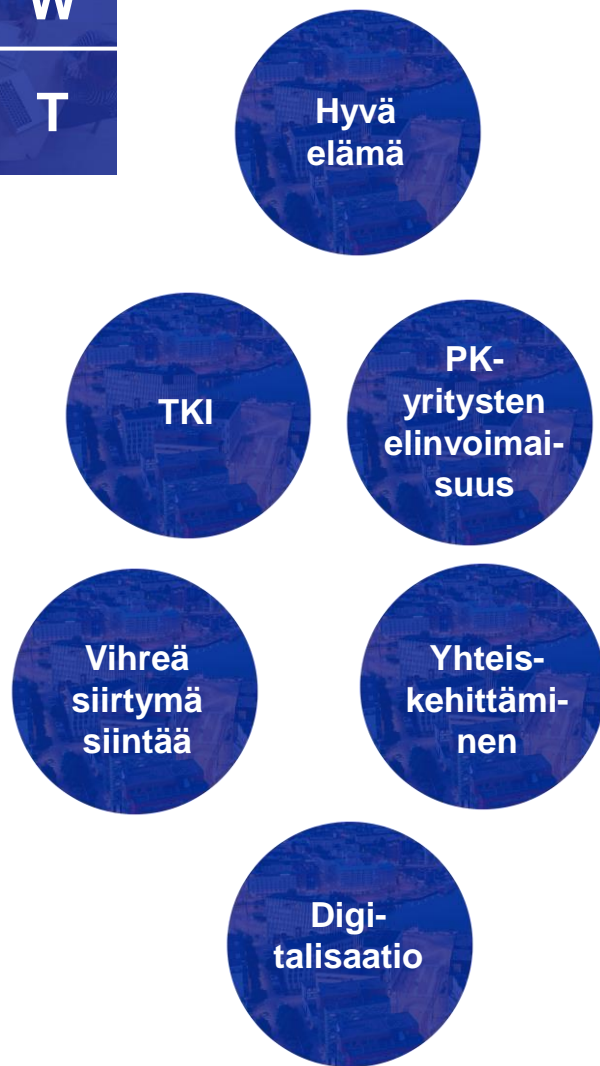 W
T
Hyvä
elämä
TKI
PK-
yritysten
elinvoimai-
suus
Vihreä
siirtymä
siintää
Yhteis-
kehittämi-
nen
Digi-
talisaatio